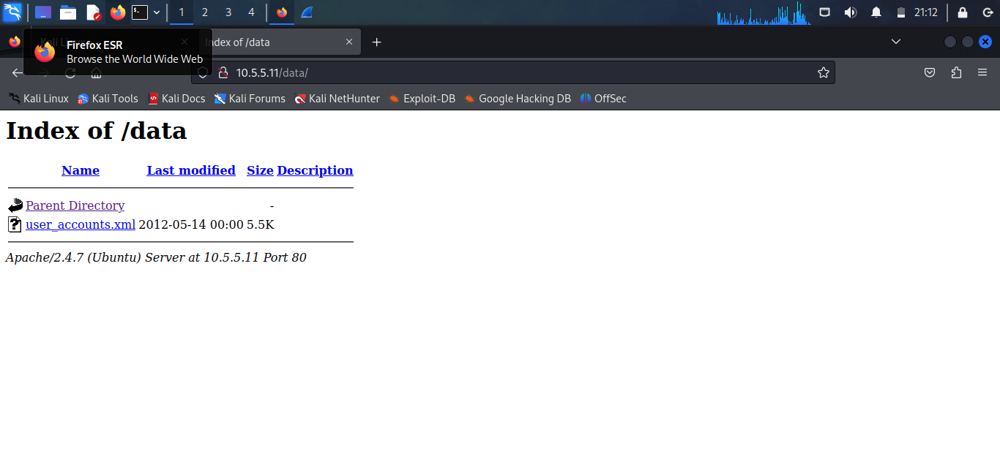 1 2 3 4 21:12
Index of /data
Firefox ESR
Browse the World Wide Web
10.5.5.11/data/
Kali Linux Kali Tools Kali Docs Kali Forums Kali NetHunter Exploit-DB Google Hacking DB OffSec
Index of /data
Name Last modified Size Description
Parent Directory -
user_accounts.xml 2012-05-14 00:00 5.5K
Apache/2.4.7 (Ubuntu) Server at 10.5.5.11 Port 80